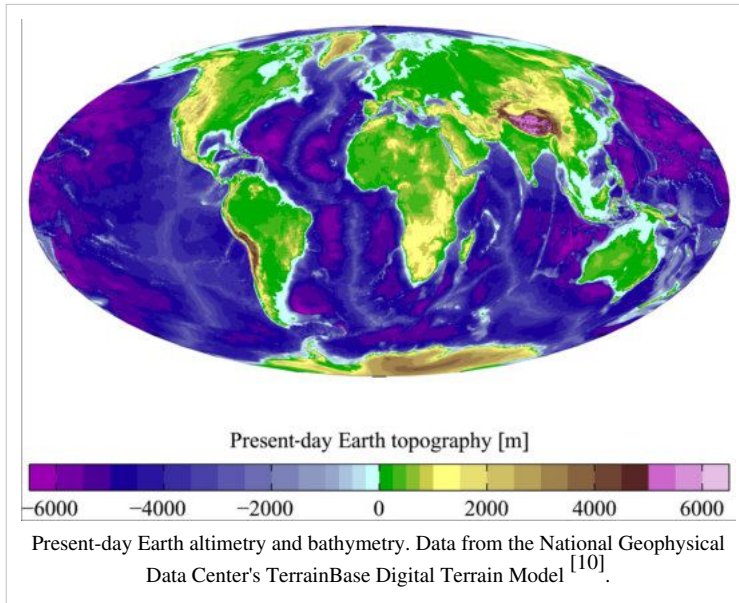 Present-day Earth topography [m]
−6000 −4000 −2000 0 2000 4000 6000
Present-day Earth altimetry and bathymetry. Data from the National Geophysical
Data Center's TerrainBase Digital Terrain Model [10].